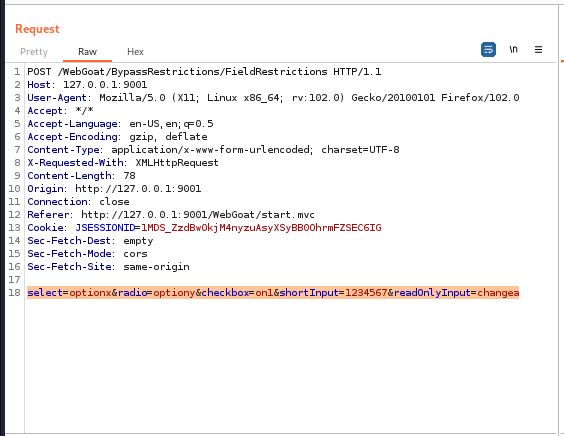 Request
Pretty Raw Hex
\n
1 POST /WebGoat/BypassRestrictions/FieldRestrictions HTTP/1.1
2 Host: 127.0.0.1:9001
3 User-Agent: Mozilla/5.0 (X11; Linux x86_64; rv:102.0) Gecko/20100101 Firefox/102.0
4 Accept: */*
5 Accept-Language: en-US,en;q=0.5
6 Accept-Encoding: gzip, deflate
7 Content-Type: application/x-www-form-urlencoded; charset=UTF-8
8 X-Requested-With: XMLHttpRequest
9 Content-Length: 78
10 Origin: http://127.0.0.1:9001
11 Connection: close
12 Referer: http://127.0.0.1:9001/WebGoat/start.mvc
13 Cookie: JSESSIONID=1MDS_ZzdBwOkjM4nyzuAsyXSyBB0OhrmFZSEC6IG
14 Sec-Fetch-Dest: empty
15 Sec-Fetch-Mode: cors
16 Sec-Fetch-Site: same-origin
17
18 select=optionx&radio=optiony&checkbox=on1&shortInput=1234567&readOnlyInput=changea